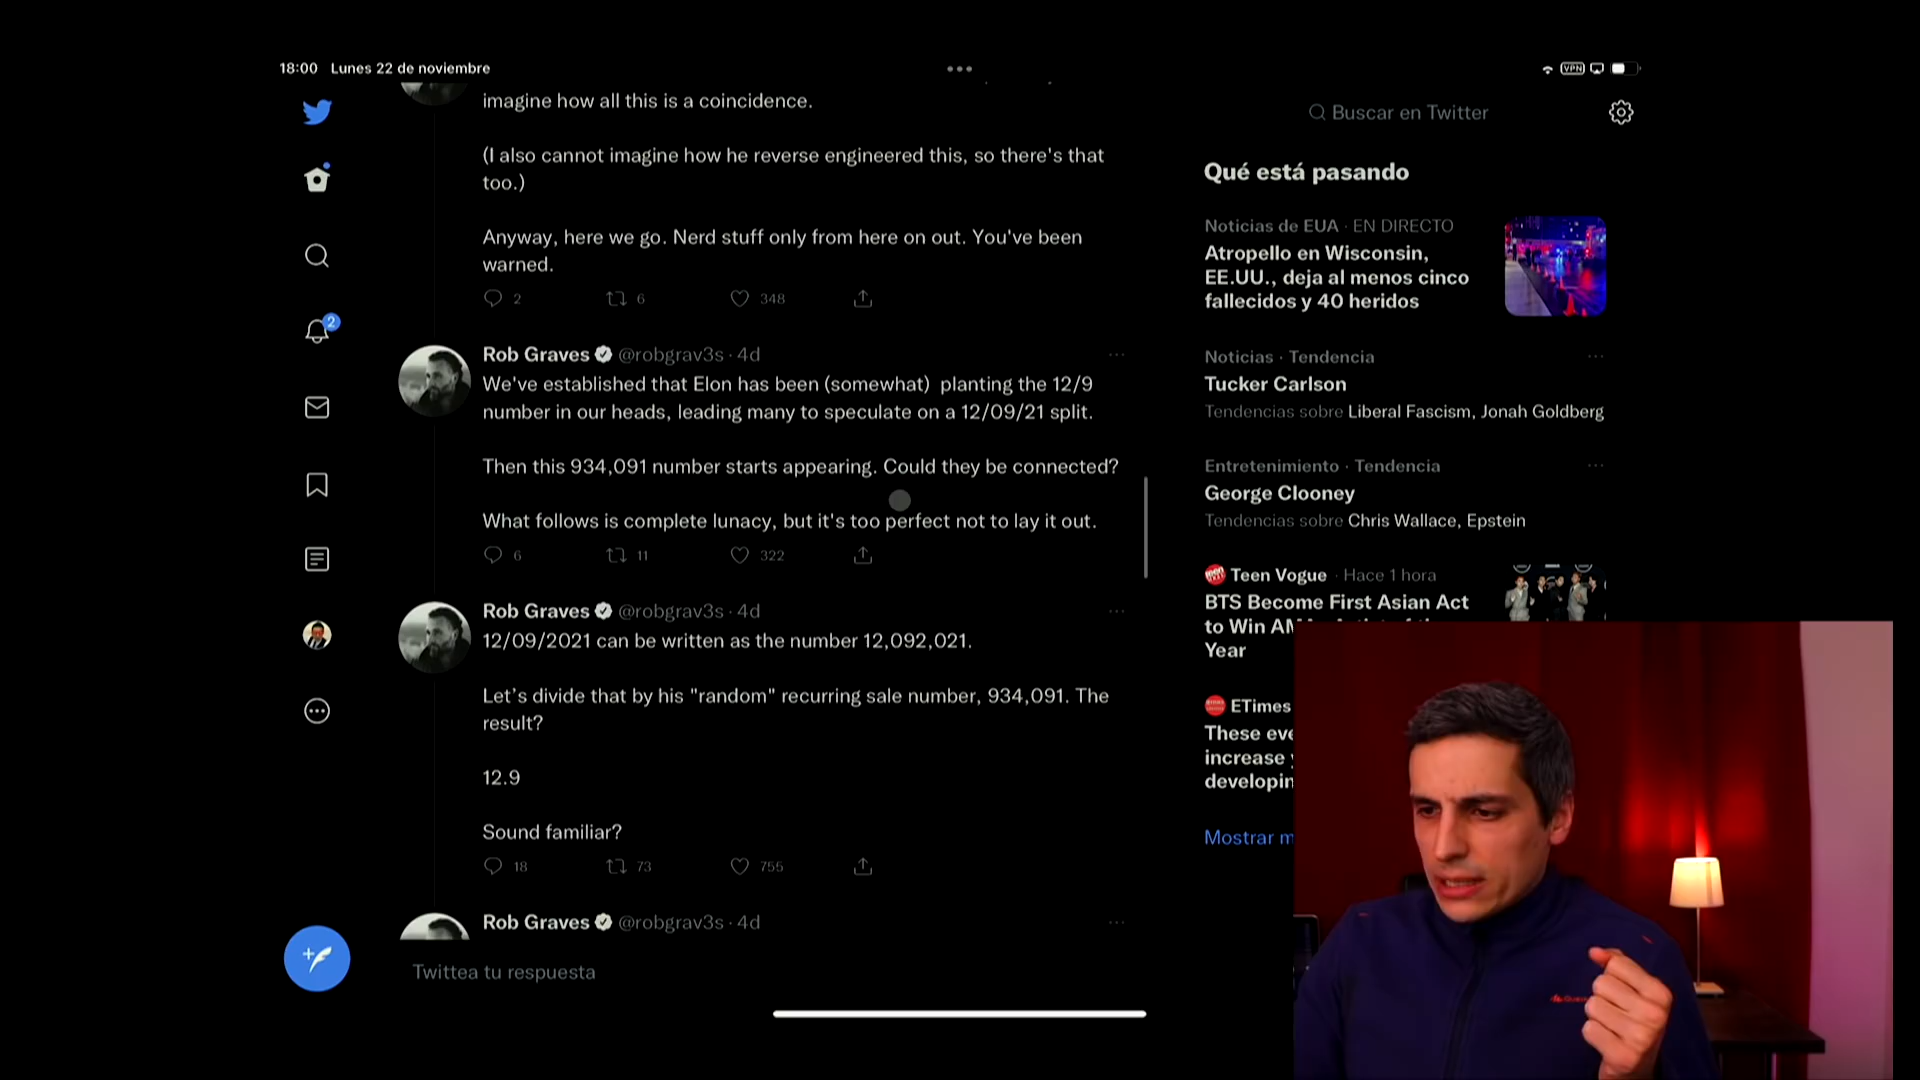 18:00 Lunes 22 de noviembre
VPN
imagine how all this is a coincidence.
(I also cannot imagine how he reverse engineered this, so there's that
too.)
Anyway, here we go. Nerd stuff only from here on out. You've been
warned.
2 6 348
Rob Graves @robgrav3s · 4d
We've established that Elon has been (somewhat) planting the 12/9
number in our heads, leading many to speculate on a 12/09/21 split.
Then this 934,091 number starts appearing. Could they be connected?
What follows is complete lunacy, but it's too perfect not to lay it out.
6 11 322
Rob Graves @robgrav3s · 4d
12/09/2021 can be written as the number 12,092,021.
Let’s divide that by his "random" recurring sale number, 934,091. The
result?
12.9
Sound familiar?
18 73 755
Rob Graves @robgrav3s · 4d
Twittea tu respuesta
2
Buscar en Twitter
Qué está pasando
Noticias de EUA · EN DIRECTO
Atropello en Wisconsin,
EE.UU., deja al menos cinco
fallecidos y 40 heridos
Noticias · Tendencia
Tucker Carlson
Tendencias sobre Liberal Fascism, Jonah Goldberg
Entretenimiento · Tendencia
George Clooney
Tendencias sobre Chris Wallace, Epstein
Teen Vogue · Hace 1 hora
BTS Become First Asian Act
to Win
Year
ETimes
These
increase
Mostrar